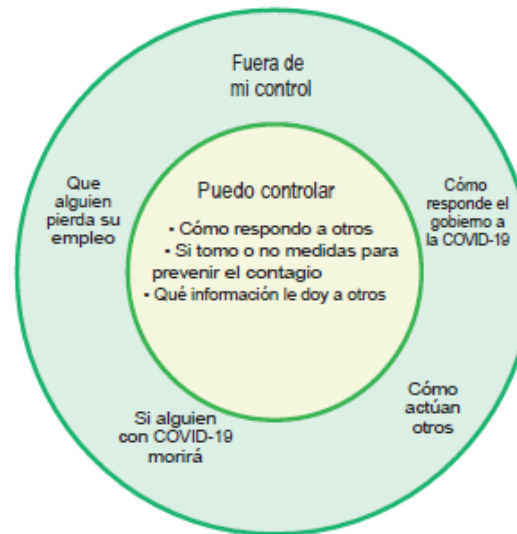 Fuera de
mi control
Que
alguien
pierda su
empleo
Cómo
responde el
gobierno a
la COVID-19
Puedo controlar
• Cómo respondo a otros
• Si tomo o no medidas para
prevenir el contagio
• Qué información le doy a otros
Si alguien
con COVID-19
morirá
Cómo
actúan
otros